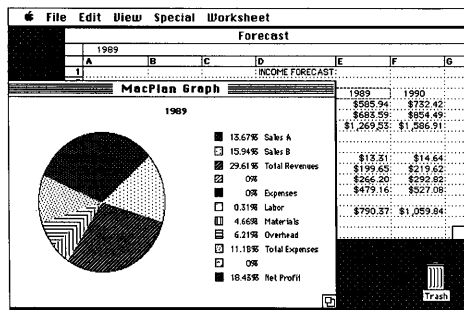 File Edit View Special Worksheet
Forecast
1989
A B C D E F G
1 INCOME FORECAST
MacPlan Graph
1989
1989 1990
$585.94 $732.42
$683.59 $854.49
$1,269.53 $1,586.91
$13.31 $14.64
$199.65 $219.62
$266.20 $292.82
$479.16 $527.08
$790.37 $1,059.84
13.67% Sales A
15.94% Sales B
29.61% Total Revenues
0%
0% Expenses
0.31% Labor
4.66% Materials
6.21% Overhead
11.18% Total Expenses
0%
18.43% Net Profit
Trash